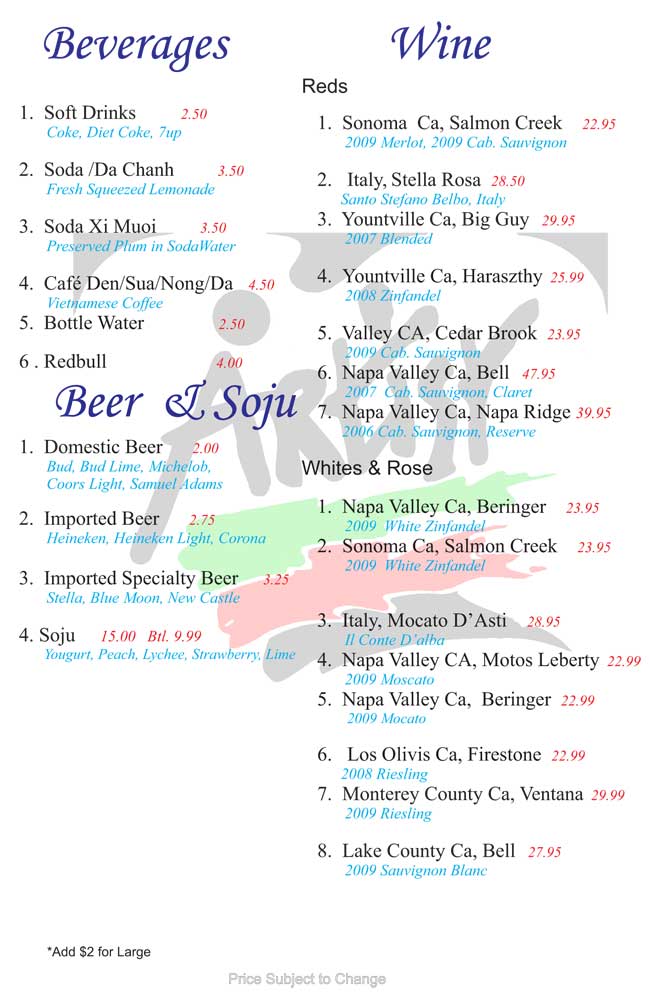 Beverages
1. Soft Drinks 2.50
Coke, Diet Coke, 7up
2. Soda /Da Chanh 3.50
Fresh Squeezed Lemonade
3. Soda Xi Muoi 3.50
Preserved Plum in SodaWater
4. Café Den/Sua/Nong/Da 4.50
Vietnamese Coffee
5. Bottle Water 2.50
6 . Redbull 4.00
Beer & Soju
1. Domestic Beer 2.00
Bud, Bud Lime, Michelob,
Coors Light, Samuel Adams
2. Imported Beer 2.75
Heineken, Heineken Light, Corona
3. Imported Specialty Beer 3.25
Stella, Blue Moon, New Castle
4. Soju 15.00 Btl. 9.99
Yougurt, Peach, Lychee, Strawberry, Lime
Wine
Reds
1. Sonoma Ca, Salmon Creek 22.95
2009 Merlot, 2009 Cab. Sauvignon
2. Italy, Stella Rosa 28.50
Santo Stefano Belbo, Italy
3. Yountville Ca, Big Guy 29.95
2007 Blended
4. Yountville Ca, Haraszthy 25.99
2008 Zinfandel
5. Valley CA, Cedar Brook 23.95
2009 Cab. Sauvignon
6. Napa Valley Ca, Bell 47.95
2007 Cab. Sauvignon, Claret
7. Napa Valley Ca, Napa Ridge 39.95
2006 Cab. Sauvignon, Reserve
Whites & Rose
1. Napa Valley Ca, Beringer 23.95
2009 White Zinfandel
2. Sonoma Ca, Salmon Creek 23.95
2009 White Zinfandel
3. Italy, Mocato D'Asti 28.95
Il Conte D'alba
4. Napa Valley CA, Motos Leberty 22.99
2009 Moscato
5. Napa Valley Ca, Beringer 22.99
2009 Mocato
6. Los Olivis Ca, Firestone 22.99
2008 Riesling
7. Monterey County Ca, Ventana 29.99
2009 Riesling
8. Lake County Ca, Bell 27.95
2009 Sauvignon Blanc
*Add $2 for Large
Price Subject to Change